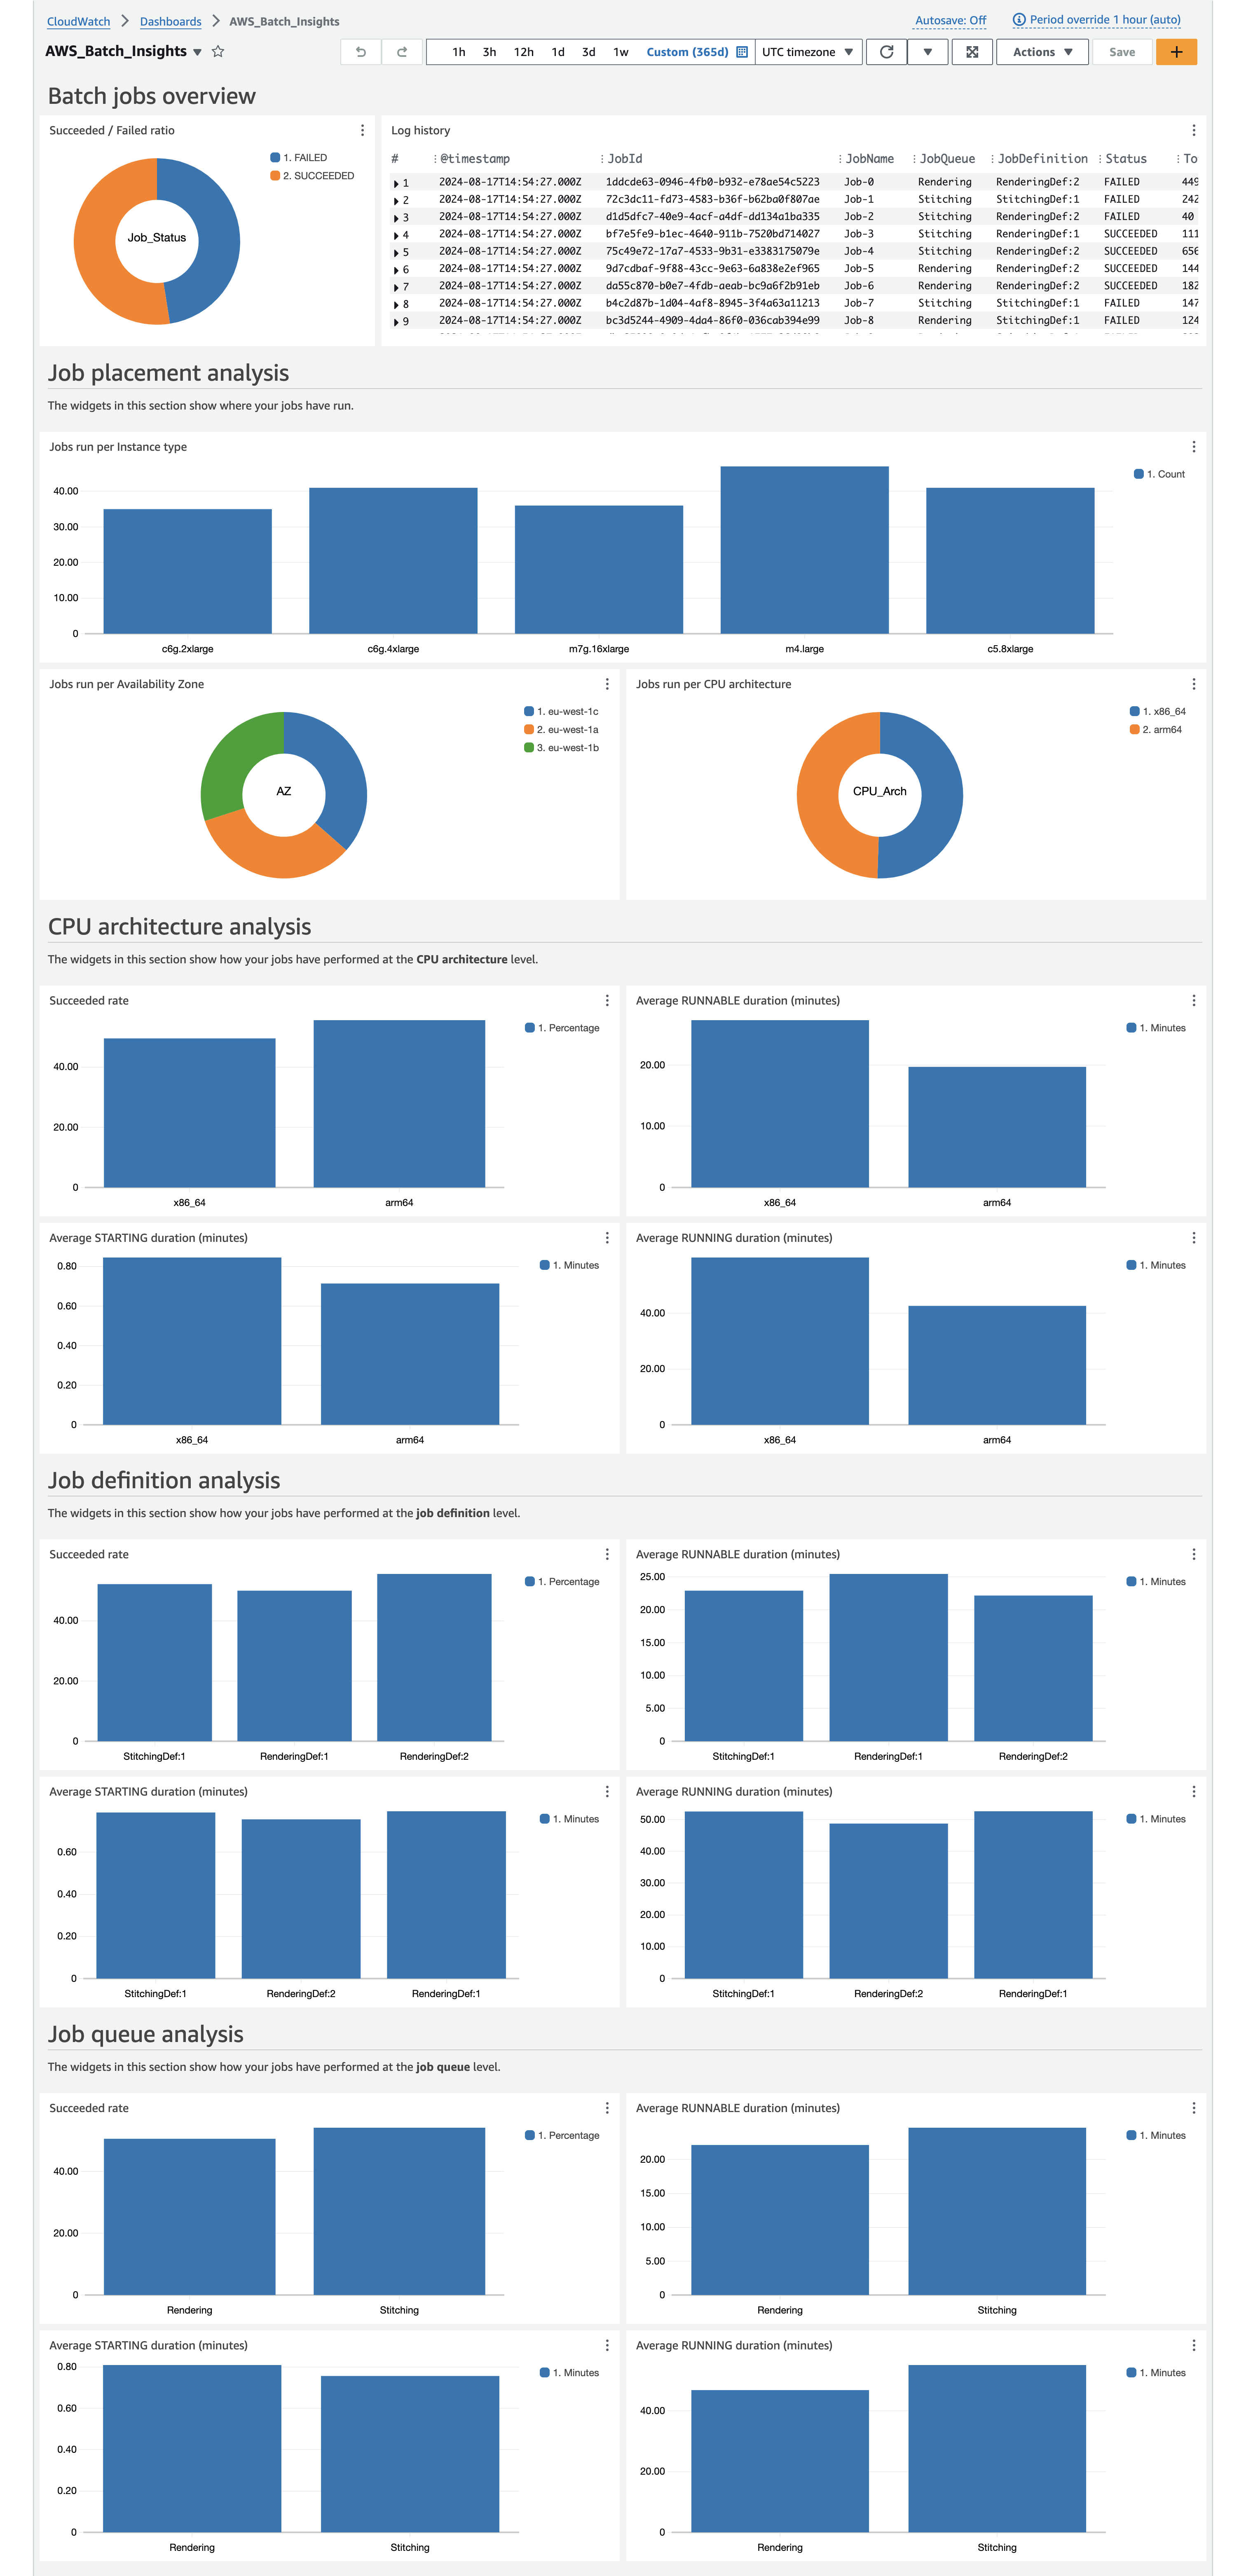 CloudWatch > Dashboards > AWS_Batch_Insights
Autosave: Off
Period override 1 hour (auto)
AWS_Batch_Insights
1h 3h 12h 1d 3d 1w Custom (365d) UTC timezone Actions Save +
Batch jobs overview
Succeeded / Failed ratio
1. FAILED
2. SUCCEEDED
Job_Status
Log history
# @timestamp JobId JobName JobQueue JobDefinition Status To
1 2024-08-17T14:54:27.000Z 1ddcde63-0946-4fb0-b932-e78ae54c5223 Job-0 Rendering RenderingDef:2 FAILED 449
2 2024-08-17T14:54:27.000Z 72c3dc11-fd73-4583-b36f-b62ba0f807ae Job-1 Stitching StitchingDef:1 FAILED 242
3 2024-08-17T14:54:27.000Z d1d5dfc7-40e9-4acf-a4df-dd134a1ba335 Job-2 Stitching RenderingDef:2 FAILED 40
4 2024-08-17T14:54:27.000Z bf7e5fe9-b1ec-4640-911b-7520bd714027 Job-3 Stitching RenderingDef:1 SUCCEEDED 111
5 2024-08-17T14:54:27.000Z 75c49e72-17a7-4533-9b31-e3383175079e Job-4 Stitching RenderingDef:2 SUCCEEDED 656
6 2024-08-17T14:54:27.000Z 9d7cdbaf-9f88-43cc-9e63-6a838e2ef965 Job-5 Rendering RenderingDef:2 SUCCEEDED 144
7 2024-08-17T14:54:27.000Z da55c870-b0e7-4fdb-aeab-bc9a6f2b91eb Job-6 Rendering RenderingDef:2 SUCCEEDED 182
8 2024-08-17T14:54:27.000Z b4c2d87b-1d04-4af8-8945-3f4a63a11213 Job-7 Stitching StitchingDef:1 FAILED 147
9 2024-08-17T14:54:27.000Z bc3d5244-4909-4da4-86f0-036cab394e99 Job-8 Rendering StitchingDef:1 FAILED 124
Job placement analysis
The widgets in this section show where your jobs have run.
Jobs run per Instance type
1. Count
40.00
30.00
20.00
10.00
0
c6g.2xlarge c6g.4xlarge m7g.16xlarge m4.large c5.8xlarge
Jobs run per Availability Zone
1. eu-west-1c
2. eu-west-1a
3. eu-west-1b
AZ
Jobs run per CPU architecture
1. x86_64
2. arm64
CPU_Arch
CPU architecture analysis
The widgets in this section show how your jobs have performed at the CPU architecture level.
Succeeded rate
1. Percentage
40.00
20.00
0
x86_64 arm64
Average RUNNABLE duration (minutes)
1. Minutes
20.00
10.00
0
x86_64 arm64
Average STARTING duration (minutes)
1. Minutes
0.80
0.60
0.40
0.20
0
x86_64 arm64
Average RUNNING duration (minutes)
1. Minutes
40.00
20.00
0
x86_64 arm64
Job definition analysis
The widgets in this section show how your jobs have performed at the job definition level.
Succeeded rate
1. Percentage
40.00
20.00
0
StitchingDef:1 RenderingDef:1 RenderingDef:2
Average RUNNABLE duration (minutes)
1. Minutes
25.00
20.00
15.00
10.00
5.00
0
StitchingDef:1 RenderingDef:1 RenderingDef:2
Average STARTING duration (minutes)
1. Minutes
0.60
0.40
0.20
0
StitchingDef:1 RenderingDef:2 RenderingDef:1
Average RUNNING duration (minutes)
1. Minutes
50.00
40.00
30.00
20.00
10.00
0
StitchingDef:1 RenderingDef:2 RenderingDef:1
Job queue analysis
The widgets in this section show how your jobs have performed at the job queue level.
Succeeded rate
1. Percentage
40.00
20.00
0
Rendering Stitching
Average RUNNABLE duration (minutes)
1. Minutes
20.00
15.00
10.00
5.00
0
Rendering Stitching
Average STARTING duration (minutes)
1. Minutes
0.80
0.60
0.40
0.20
0
Rendering Stitching
Average RUNNING duration (minutes)
1. Minutes
40.00
20.00
0
Rendering Stitching